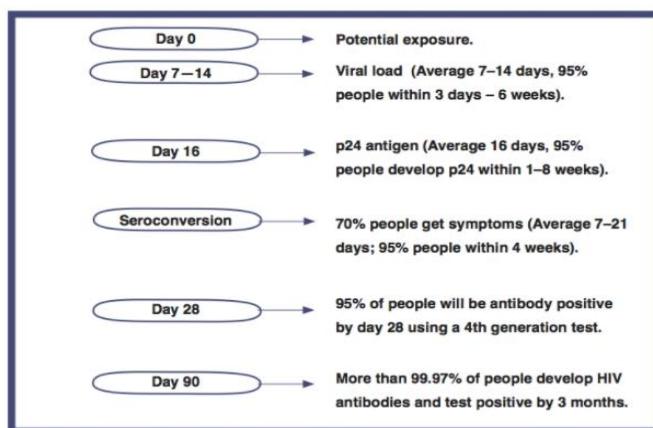 Day 0
Potential exposure.
Day 7–14
Viral load (Average 7–14 days, 95%
people within 3 days – 6 weeks).
Day 16
p24 antigen (Average 16 days, 95%
people develop p24 within 1–8 weeks).
Seroconversion
70% people get symptoms (Average 7–21
days; 95% people within 4 weeks).
Day 28
95% of people will be antibody positive
by day 28 using a 4th generation test.
Day 90
More than 99.97% of people develop HIV
antibodies and test positive by 3 months.